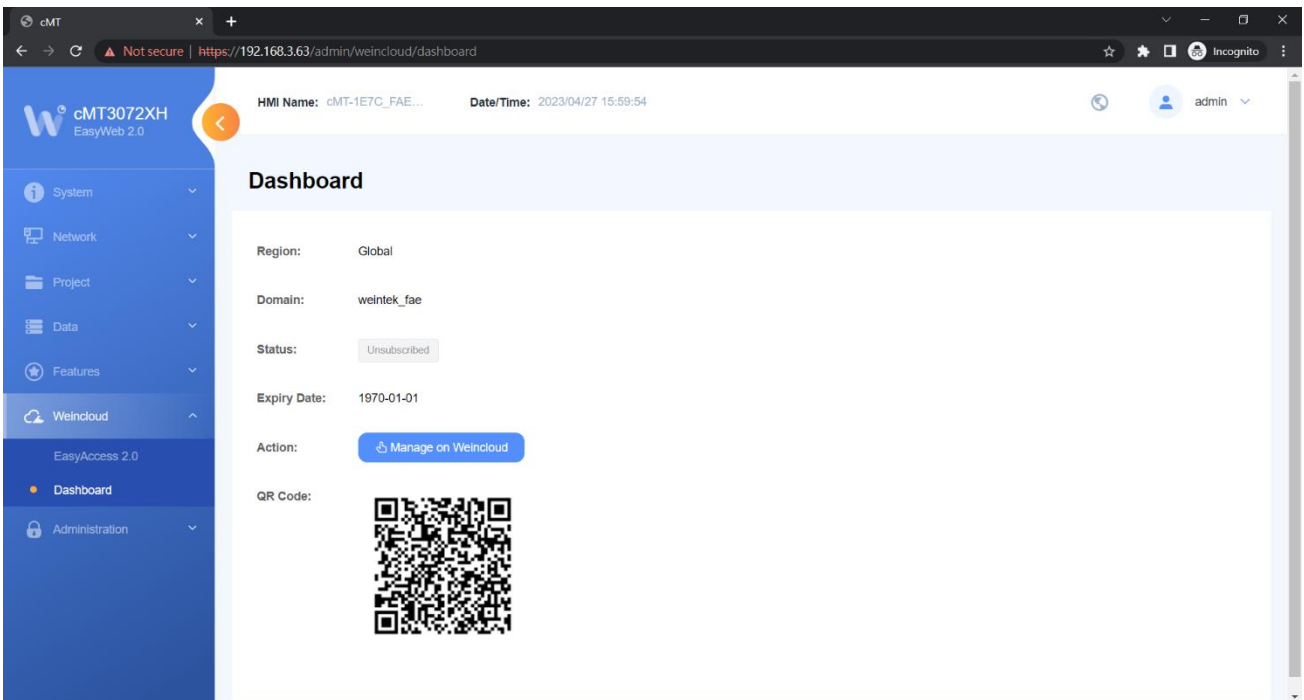 cMT
Not secure | https://192.168.3.63/admin/weincloud/dashboard
Incognito
cMT3072XH
EasyWeb 2.0
HMI Name: cMT-1E7C_FAE... Date/Time: 2023/04/27 15:59:54
admin
System
Network
Project
Data
Features
Weincloud
EasyAccess 2.0
Dashboard
Administration
Dashboard
Region: Global
Domain: weintek_fae
Status: Unsubscribed
Expiry Date: 1970-01-01
Action: Manage on Weincloud
QR Code: